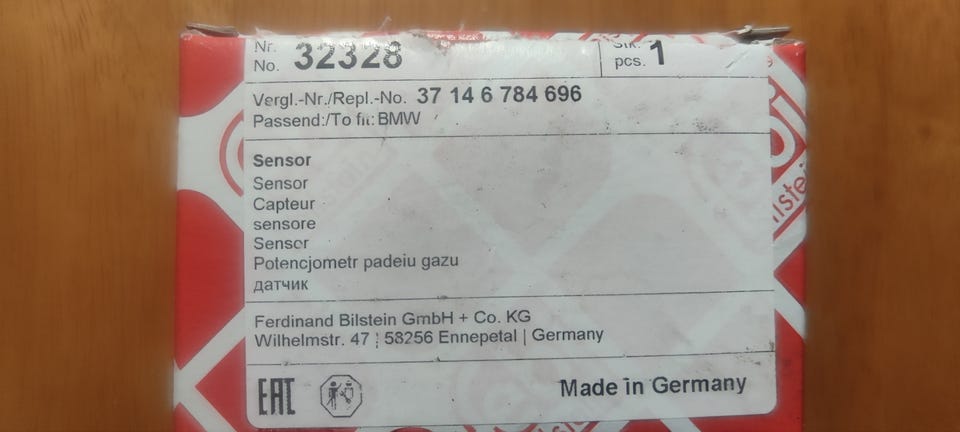 Nr. 32328 Stk. 1
No. pcs.
Vergl.-Nr./Repl.-No. 37 14 6 784 696
Passend:/To fit: BMW
Sensor
Sensor
Capteur
sensore
Sensor
Potencjometr padeiu gazu
датчик
Ferdinand Bilstein GmbH + Co. KG
Wilhelmstr. 47 | 58256 Ennepetal | Germany
EAC
Made in Germany
ilstein